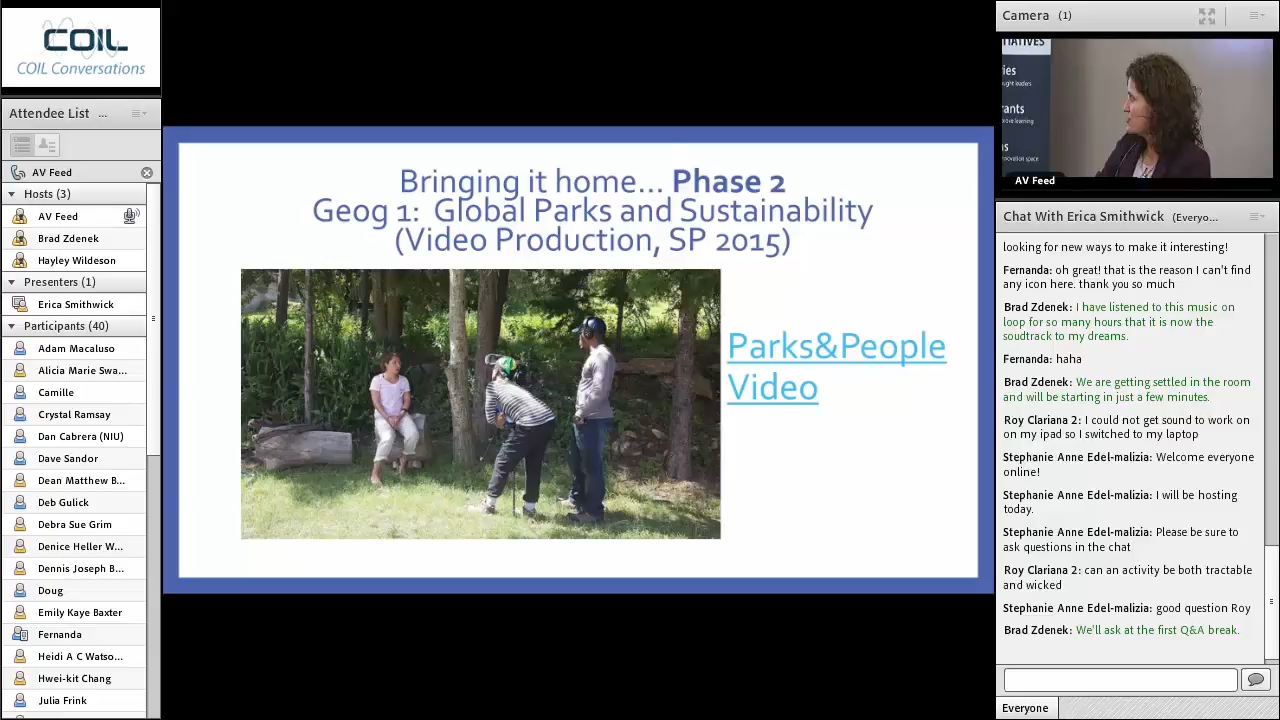 COIL
COIL Conversations
Attendee List ...
AV Feed
Hosts (3)
AV Feed
Brad Zdenek
Hayley Wildeson
Presenters (1)
Erica Smithwick
Participants (40)
Adam Macaluso
Alicia Marie Swa...
Camille
Crystal Ramsay
Dan Cabrera (NIU)
Dave Sandor
Dean Matthew B...
Deb Gulick
Debra Sue Grim
Denice Heller W...
Dennis Joseph B...
Doug
Emily Kaye Baxter
Fernanda
Heidi A C Watso...
Hwei-kit Chang
Julia Frink
Bringing it home... Phase 2
Geog 1: Global Parks and Sustainability
(Video Production, SP 2015)
Parks&People
Video
Camera (1)
AV Feed
Chat With Erica Smithwick (Everyo...
looking for new ways to make it interesting!
Fernanda: oh great! that is the reason I can't find
any icon here. thank you so much
Brad Zdenek: I have listened to this music on
loop for so many hours that it is now the
soudtrack to my dreams.
Fernanda: haha
Brad Zdenek: We are getting settled in the room
and will be starting in just a few minutes.
Roy Clariana 2: I could not get sound to work on
on my ipad so I switched to my laptop
Stephanie Anne Edel-malizia: Welcome everyone
online!
Stephanie Anne Edel-malizia: I will be hosting
today.
Stephanie Anne Edel-malizia: Please be sure to
ask questions in the chat
Roy Clariana 2: can an activity be both tractable
and wicked
Stephanie Anne Edel-malizia: good question Roy
Brad Zdenek: We'll ask at the first Q&A break.
Everyone